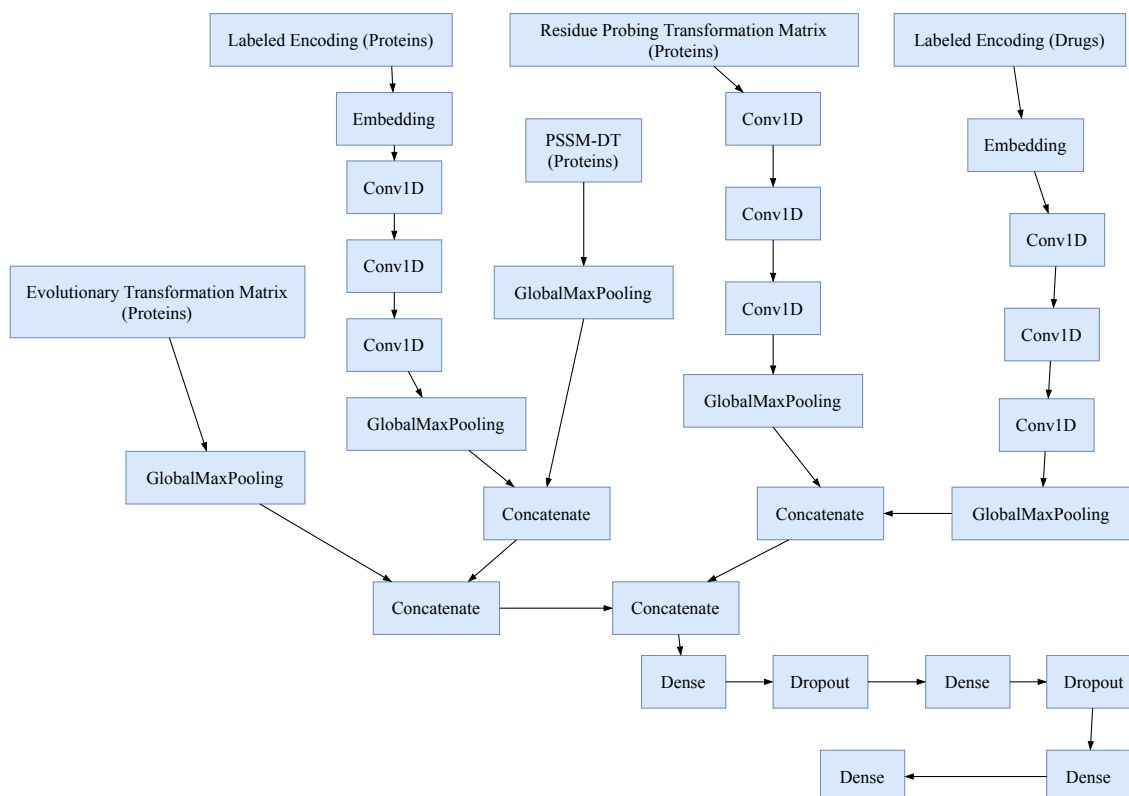 Labeled Encoding (Proteins)
Residue Probing Transformation Matrix
(Proteins)
Labeled Encoding (Drugs)
Embedding
Conv1D
PSSM-DT
(Proteins)
Embedding
Conv1D
Conv1D
Conv1D
Conv1D
Evolutionary Transformation Matrix
(Proteins)
GlobalMaxPooling
Conv1D
Conv1D
Conv1D
Conv1D
GlobalMaxPooling
GlobalMaxPooling
Conv1D
GlobalMaxPooling
Concatenate
Concatenate
GlobalMaxPooling
Concatenate
Concatenate
Dense
Dropout
Dense
Dropout
Dense
Dense